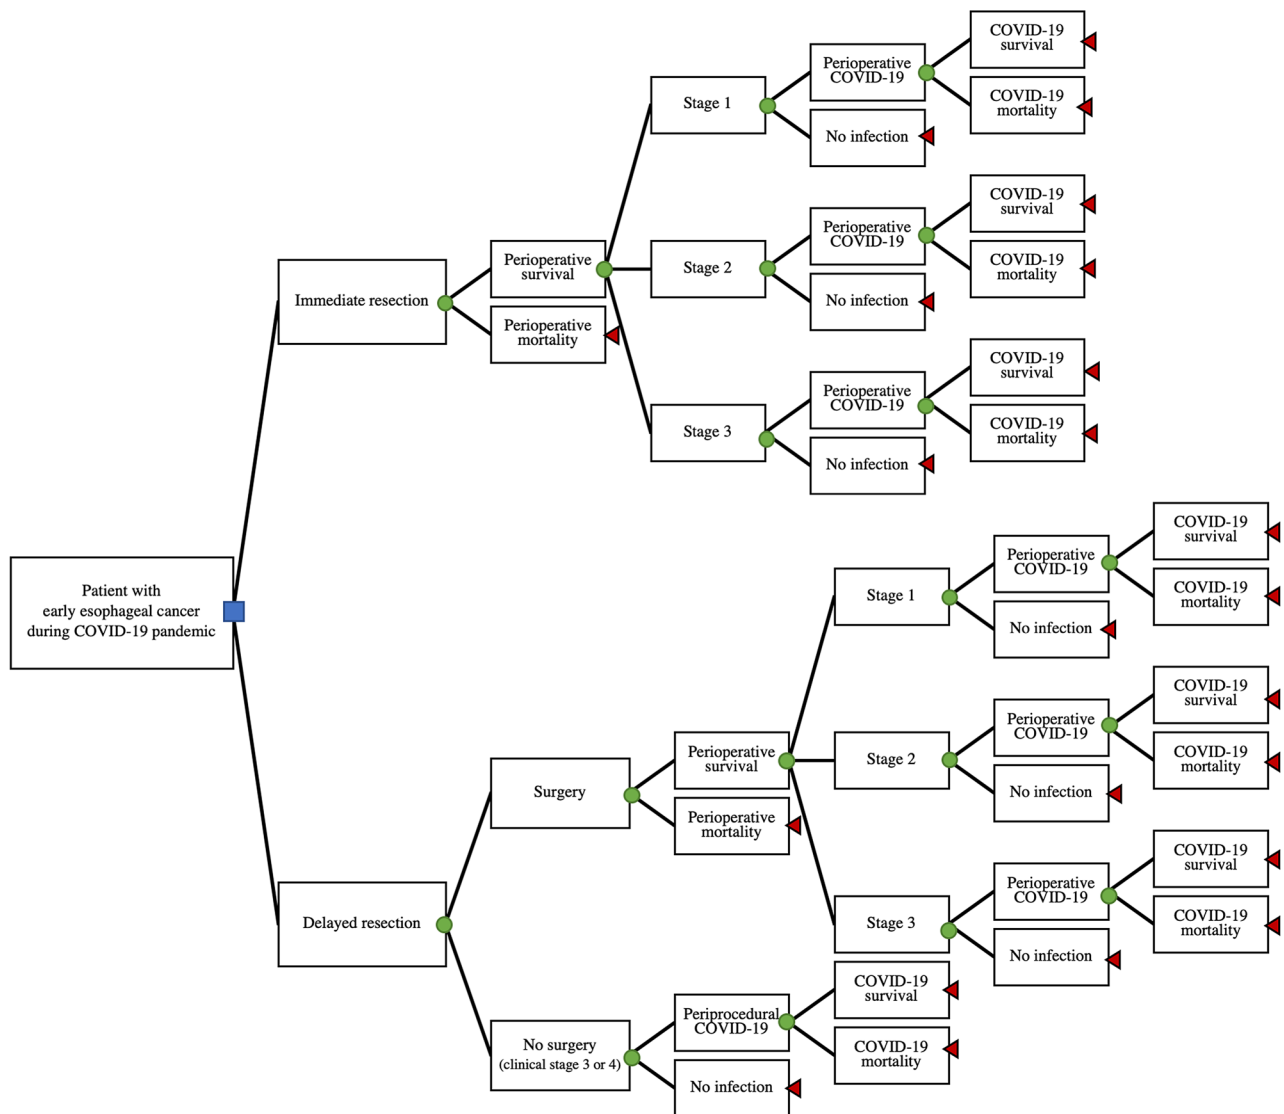 Patient with
early esophageal cancer
during COVID-19 pandemic
Immediate resection
Perioperative
survival
Perioperative
mortality
Stage 1
Perioperative
COVID-19
COVID-19
survival
COVID-19
mortality
No infection
Stage 2
Perioperative
COVID-19
COVID-19
survival
COVID-19
mortality
No infection
Stage 3
Perioperative
COVID-19
COVID-19
survival
COVID-19
mortality
No infection
Delayed resection
Surgery
Perioperative
survival
Perioperative
mortality
Stage 1
Perioperative
COVID-19
COVID-19
survival
COVID-19
mortality
No infection
Stage 2
Perioperative
COVID-19
COVID-19
survival
COVID-19
mortality
No infection
Stage 3
Perioperative
COVID-19
COVID-19
survival
COVID-19
mortality
No infection
No surgery
(clinical stage 3 or 4)
Periprocedural
COVID-19
COVID-19
survival
COVID-19
mortality
No infection